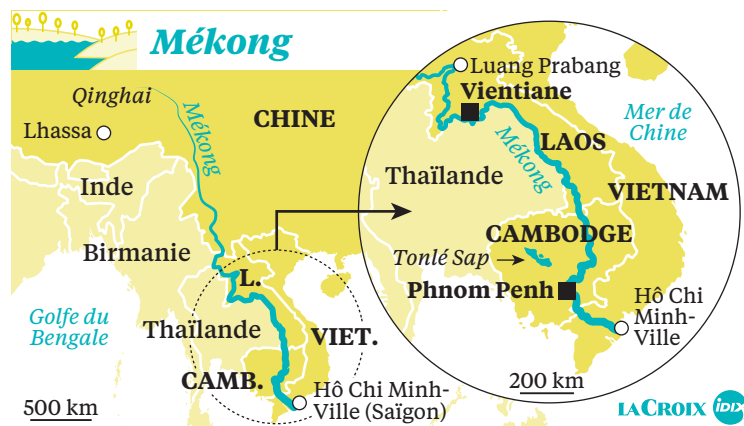 Mékong
Qinghai
Lhassa
Mékong
CHINE
Inde
Birmanie
L.
Golfe du
Bengale
Thaïlande
VIET.
CAMB.
Hô Chi Minh-
Ville (Saïgon)
500 km
Luang Prabang
Vientiane
Mer de
Chine
Mékong
LAOS
Thaïlande
VIETNAM
CAMBODGE
Tonlé Sap
Phnom Penh
Hô Chi
Minh-
Ville
200 km
LA CROIX
iDIX